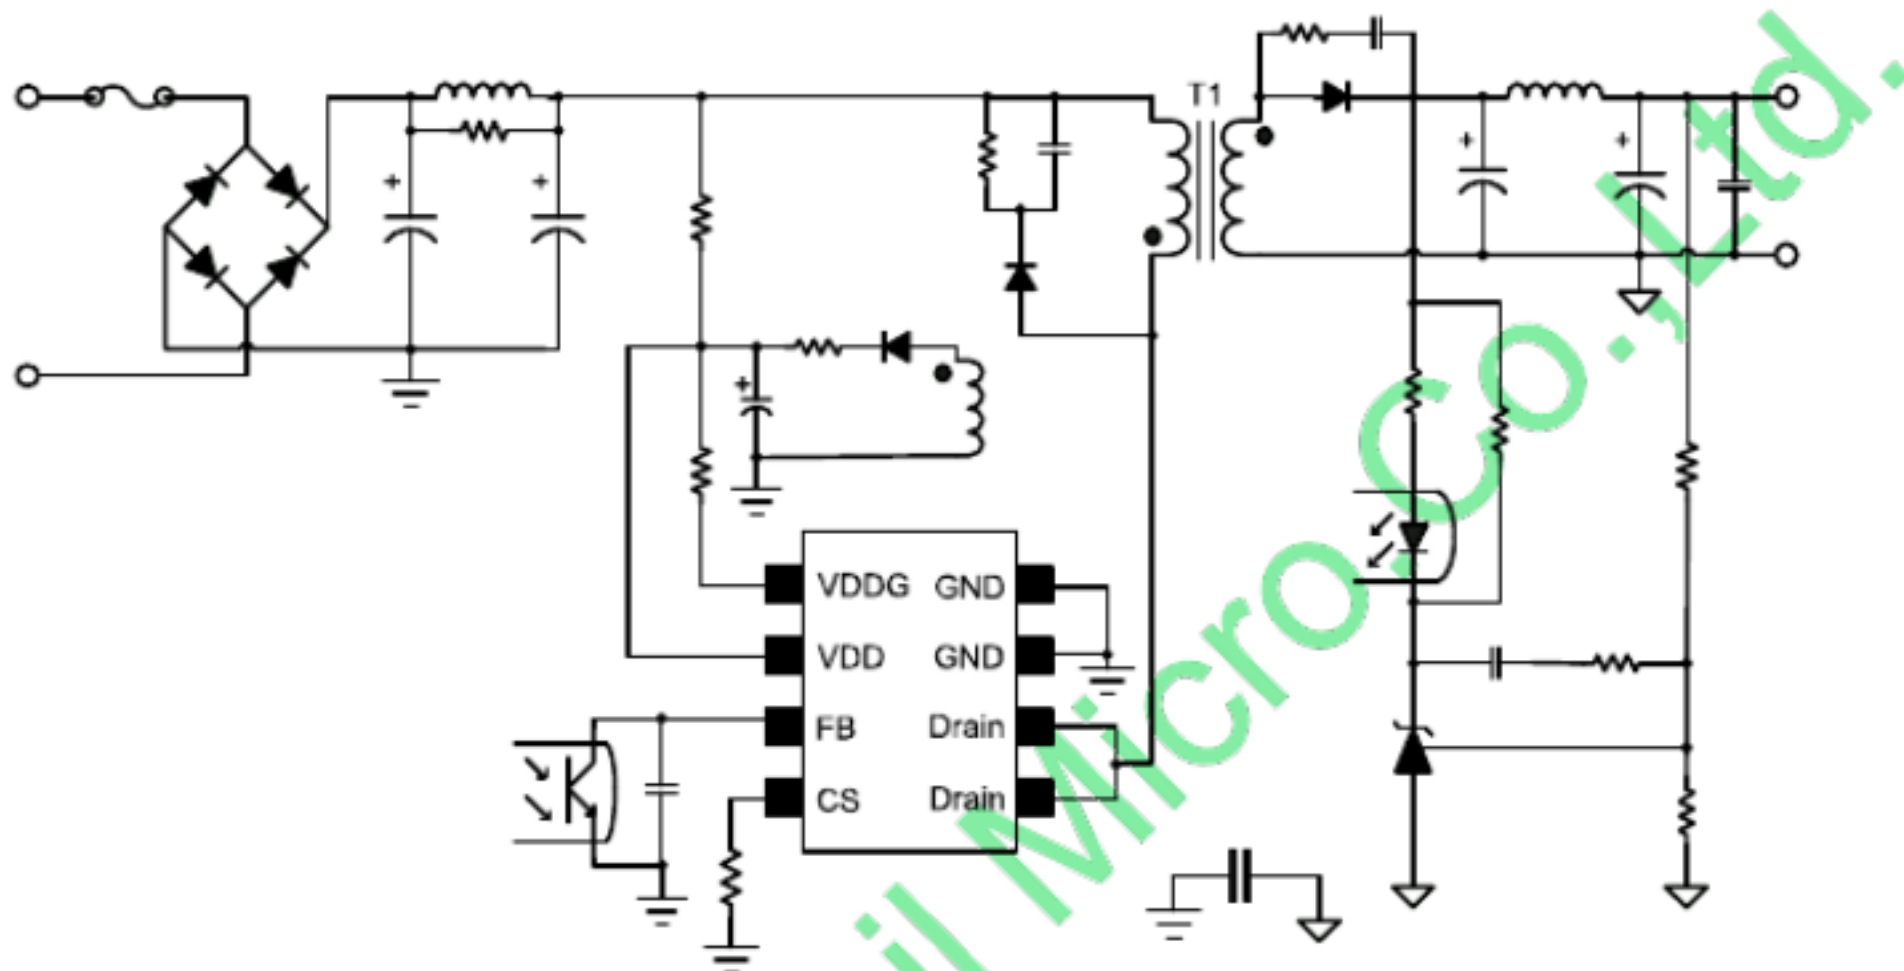 T1
VDDG GND
VDD GND
FB Drain
CS Drain
il Micro.Co.,Ltd.